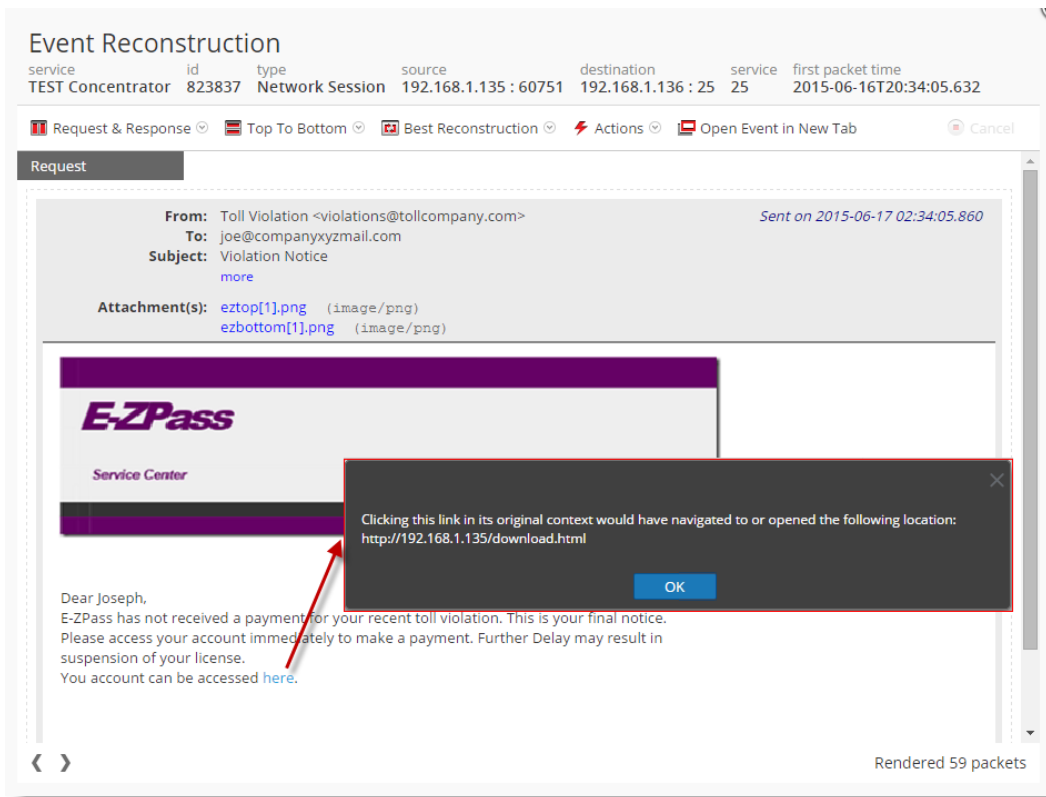 Event Reconstruction
service id type source destination service first packet time
TEST Concentrator 823837 Network Session 192.168.1.135 : 60751 192.168.1.136 : 25 25 2015-06-16T20:34:05.632
Request & Response Top To Bottom Best Reconstruction Actions Open Event in New Tab Cancel
Request
From: Toll Violation <violations@tollcompany.com> Sent on 2015-06-17 02:34:05.860
To: joe@companyxyzmail.com
Subject: Violation Notice
more
Attachment(s): eztop[1].png (image/png)
ezbottom[1].png (image/png)
E-ZPass
Service Center
Clicking this link in its original context would have navigated to or opened the following location:
http://192.168.1.135/download.html
OK
Dear Joseph,
E-ZPass has not received a payment for your recent toll violation. This is your final notice.
Please access your account immediately to make a payment. Further Delay may result in
suspension of your license.
You account can be accessed here.
Rendered 59 packets